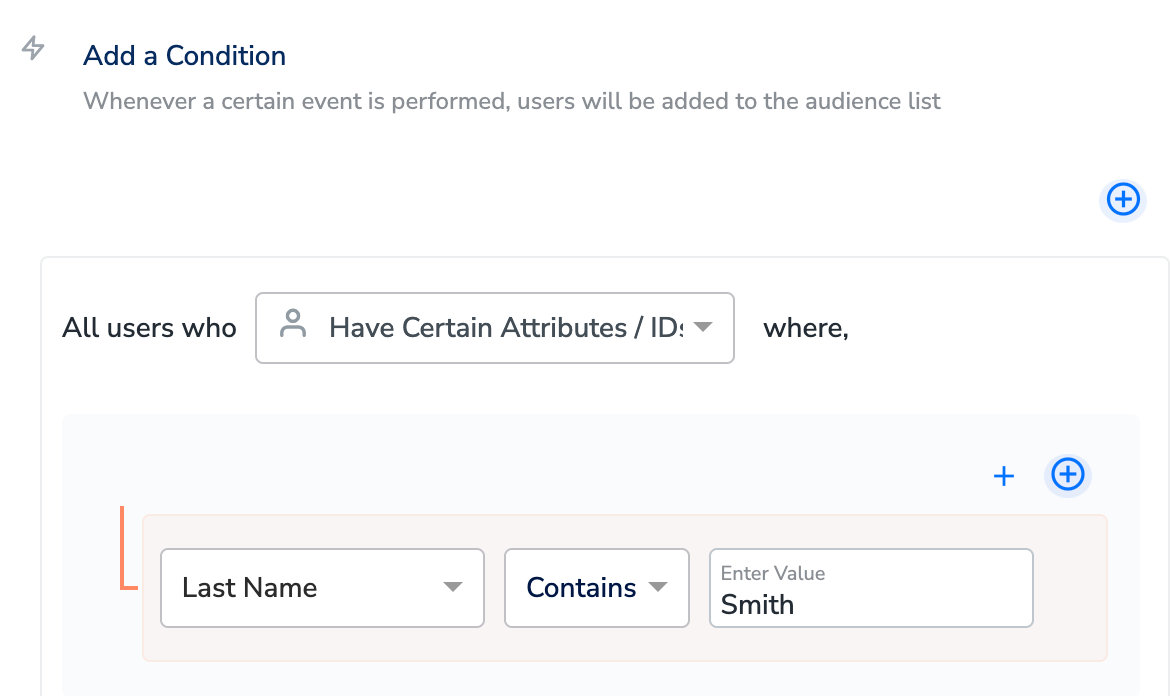 Add a Condition
Whenever a certain event is performed, users will be added to the audience list
All users who Have Certain Attributes / IDs where,
Last Name Contains Enter Value
Smith